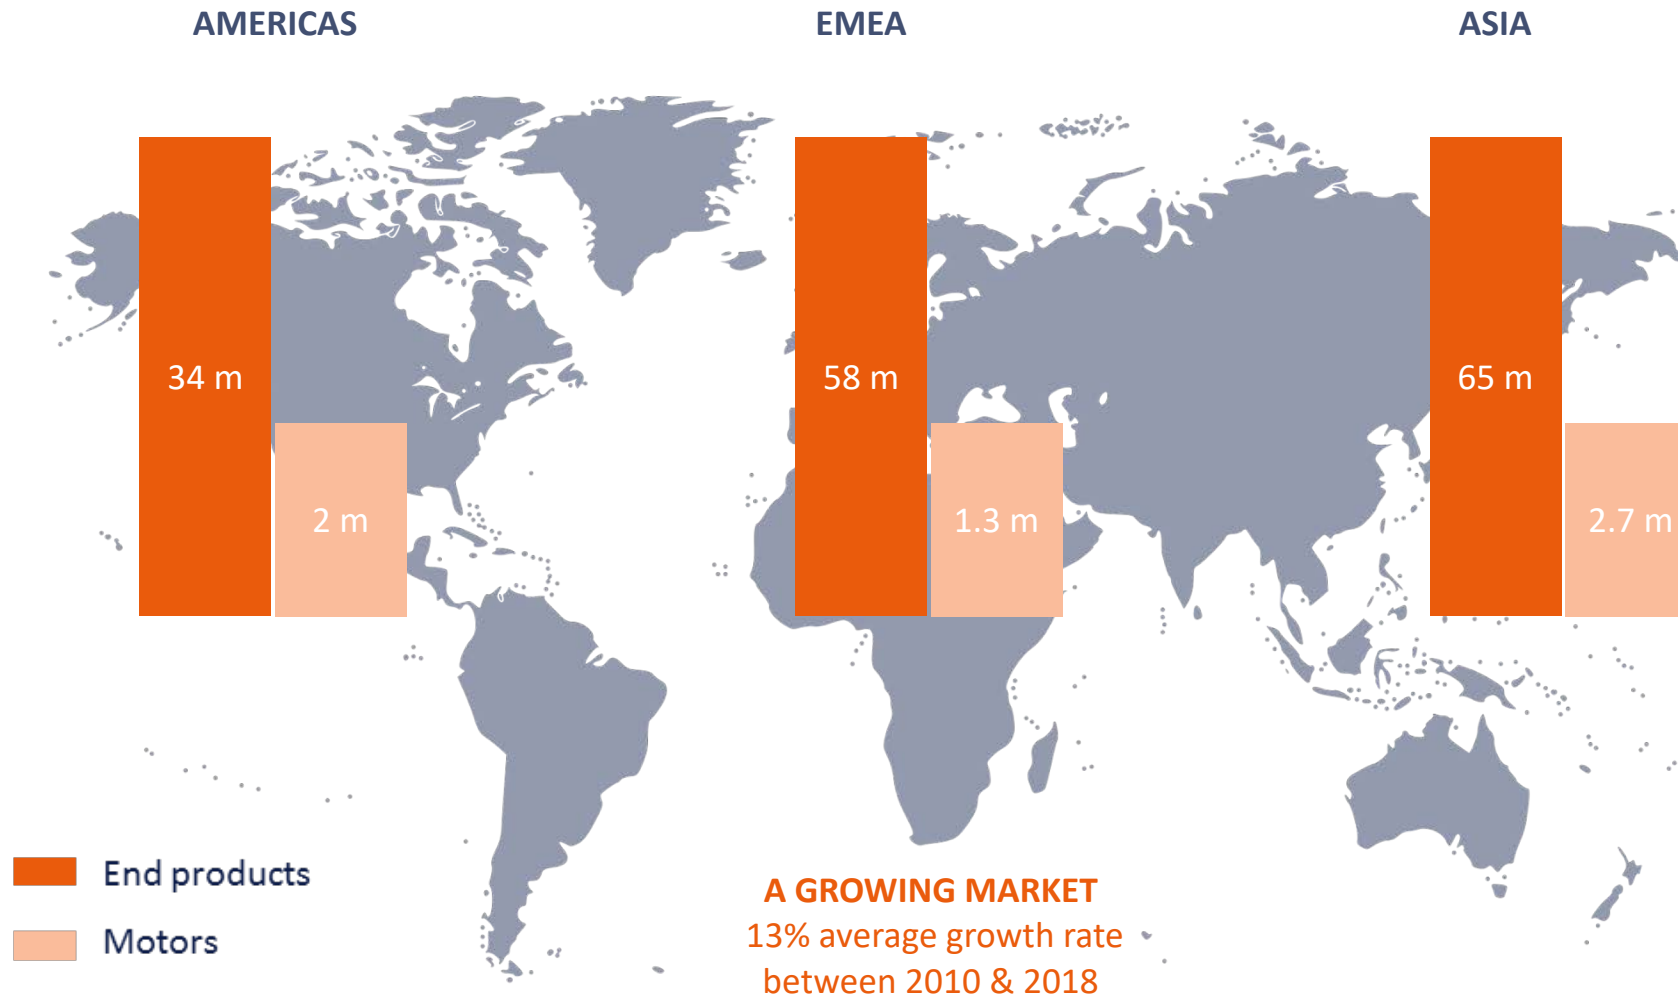 AMERICAS
EMEA
ASIA
34 m
2 m
58 m
1.3 m
65 m
2.7 m
End products
Motors
A GROWING MARKET
13% average growth rate
between 2010 & 2018